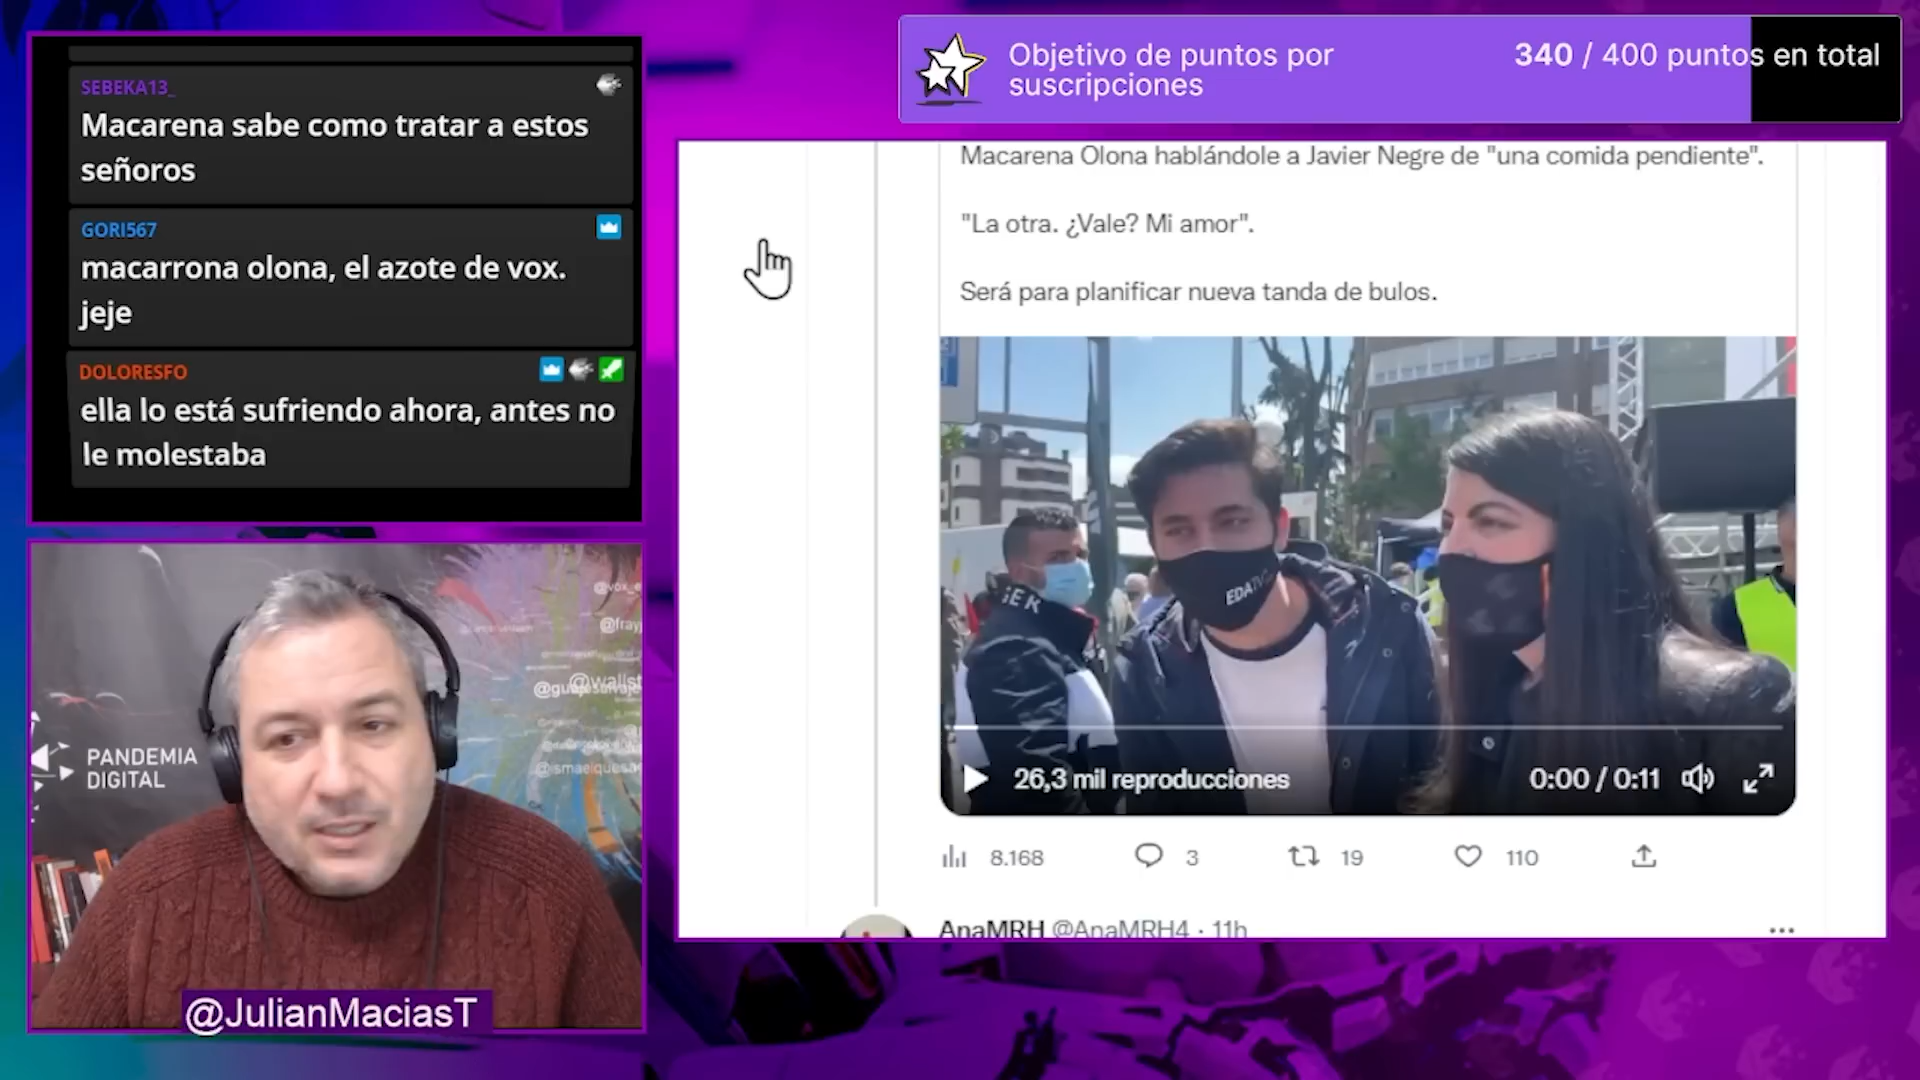 SEBEKA13_
Macarena sabe como tratar a estos
señoros
GORI567
macarrona olona, el azote de vox.
jeje
DOLORESFO
ella lo está sufriendo ahora, antes no
le molestaba
Objetivo de puntos por
suscripciones
340 / 400 puntos en total
Macarena Olona hablándole a Javier Negre de "una comida pendiente".
"La otra. ¿Vale? Mi amor".
Será para planificar nueva tanda de bulos.
EDATV
26,3 mil reproducciones
0:00 / 0:11
8.168
3
19
110
AnaMRH @AnaMRH4 · 11h
PANDEMIA
DIGITAL
@vox_e
@fray
@wallst
@JulianMaciasT